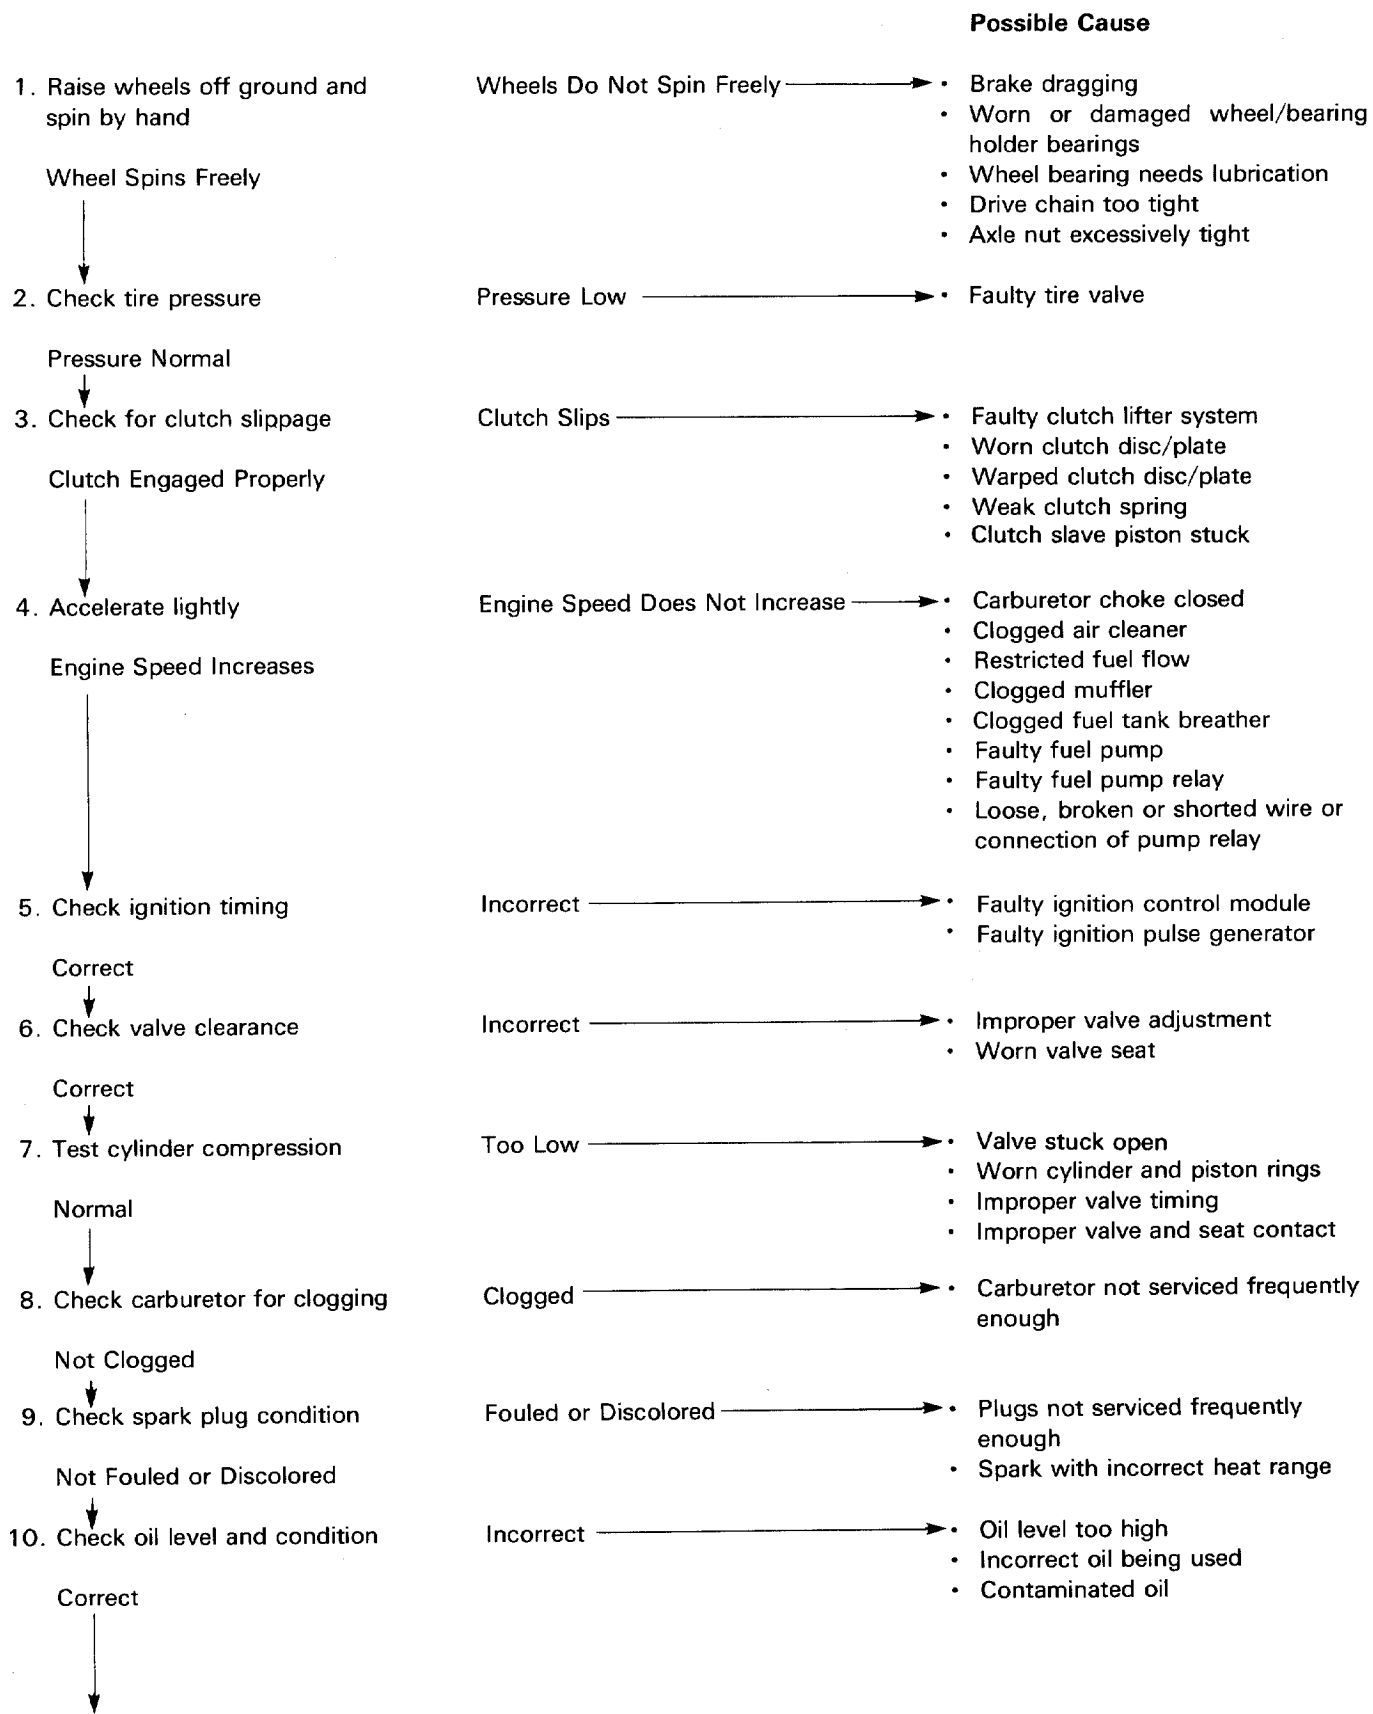 Possible Cause
1. Raise wheels off ground and
spin by hand
Wheels Do Not Spin Freely
• Brake dragging
• Worn or damaged wheel/bearing
holder bearings
• Wheel bearing needs lubrication
• Drive chain too tight
• Axle nut excessively tight
Wheel Spins Freely
2. Check tire pressure
Pressure Low
• Faulty tire valve
Pressure Normal
3. Check for clutch slippage
Clutch Slips
• Faulty clutch lifter system
• Worn clutch disc/plate
• Warped clutch disc/plate
• Weak clutch spring
• Clutch slave piston stuck
Clutch Engaged Properly
4. Accelerate lightly
Engine Speed Does Not Increase
• Carburetor choke closed
• Clogged air cleaner
• Restricted fuel flow
• Clogged muffler
• Clogged fuel tank breather
• Faulty fuel pump
• Faulty fuel pump relay
• Loose, broken or shorted wire or
connection of pump relay
Engine Speed Increases
5. Check ignition timing
Incorrect
• Faulty ignition control module
• Faulty ignition pulse generator
Correct
6. Check valve clearance
Incorrect
• Improper valve adjustment
• Worn valve seat
Correct
7. Test cylinder compression
Too Low
• Valve stuck open
• Worn cylinder and piston rings
• Improper valve timing
• Improper valve and seat contact
Normal
8. Check carburetor for clogging
Clogged
• Carburetor not serviced frequently
enough
Not Clogged
9. Check spark plug condition
Fouled or Discolored
• Plugs not serviced frequently
enough
• Spark with incorrect heat range
Not Fouled or Discolored
10. Check oil level and condition
Incorrect
• Oil level too high
• Incorrect oil being used
• Contaminated oil
Correct